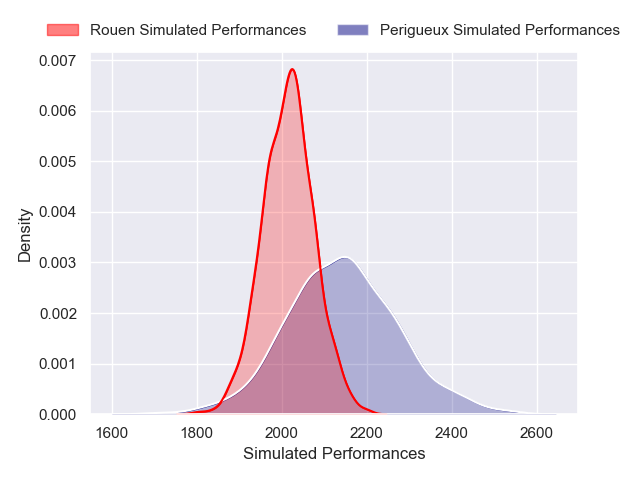 Rouen Simulated Performances Perigueux Simulated Performances
0.007
0.006
0.005
0.004
0.003
0.002
0.001
0.000
Density
1600 1800 2000 2200 2400 2600
Simulated Performances